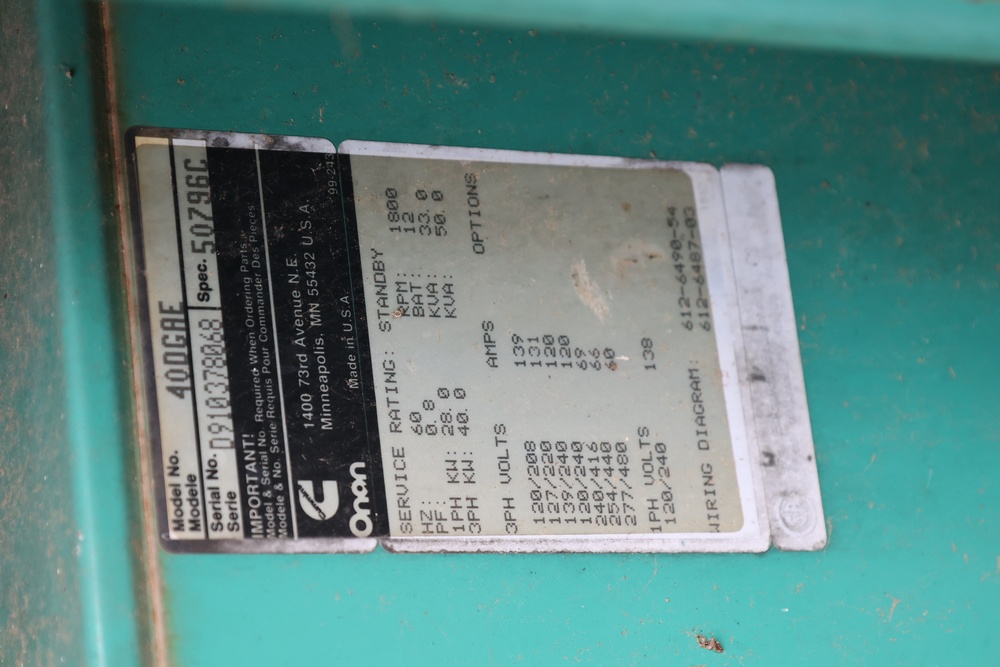 Model No. 40DGAE
Modele
Serial No. D910378068 Spec. 50796C
Serie
IMPORTANT!
Model & Serial No. Required When Ordering Parts
Modele & No. Serie Requis Pour Commander Des Pieces
1400 73rd Avenue N.E.
Minneapolis, MN 55432 U.S.A.
Onan Made in U.S.A. 99-243
SERVICE RATING: STANDBY
HZ: 60 RPM: 1800
PF: 0.8 BAT: 12
1PH KW: 28.0 KVA: 33.0
3PH KW: 40.0 KVA: 50.0
3PH VOLTS AMPS OPTIONS
120/208 139
127/220 131
139/240 120
120/240 120
240/416 69
254/440 66
277/480 60
1PH VOLTS
120/240 138
WIRING DIAGRAM: 612-6490-54
612-6487-03